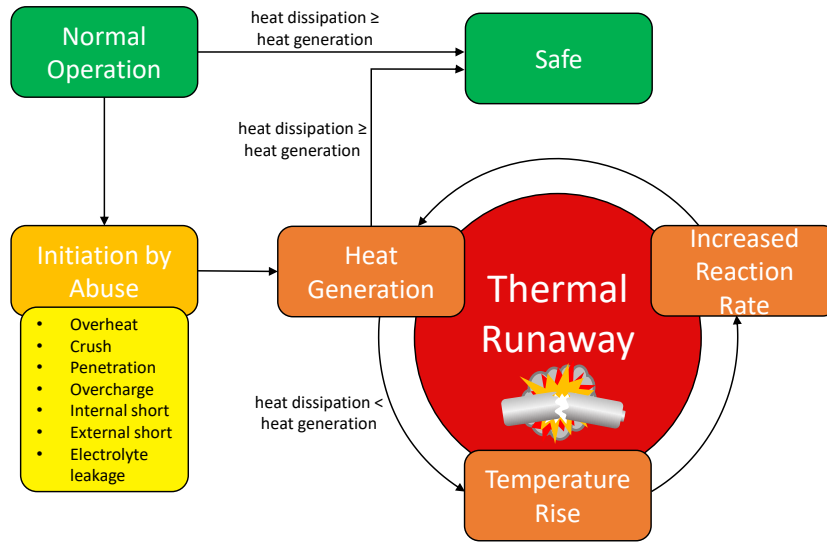 Normal
Operation
heat dissipation ≥
heat generation
Safe
heat dissipation ≥
heat generation
Initiation by
Abuse
• Overheat
• Crush
• Penetration
• Overcharge
• Internal short
• External short
• Electrolyte
leakage
Heat
Generation
Thermal
Runaway
Increased
Reaction
Rate
heat dissipation <
heat generation
Temperature
Rise